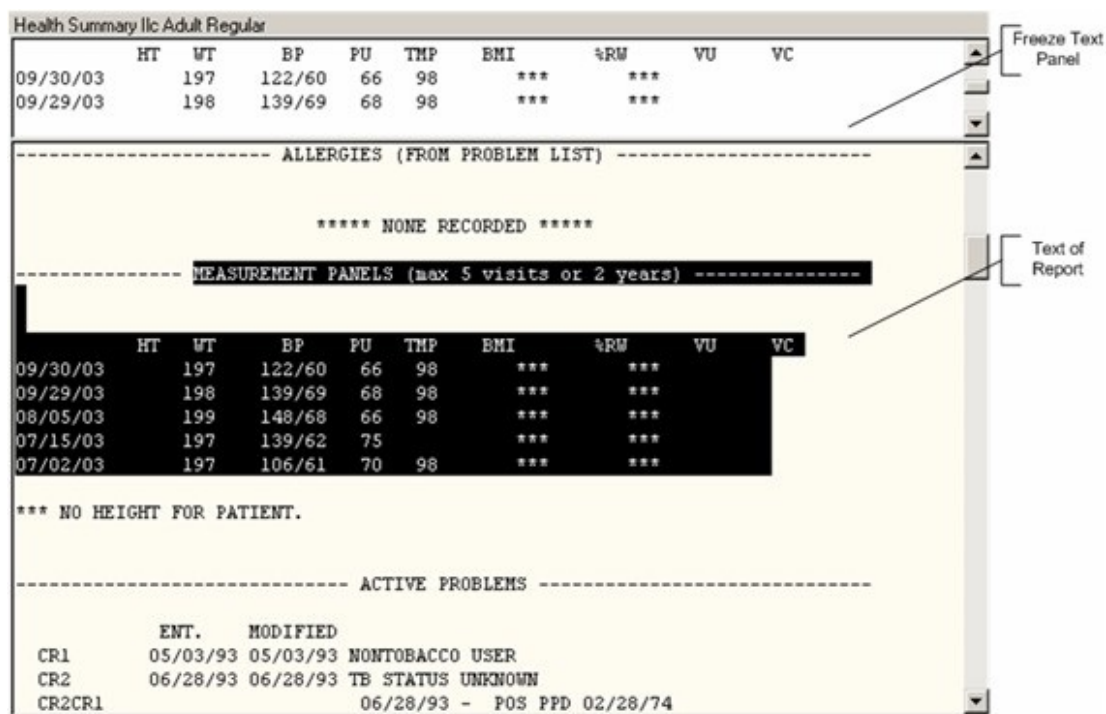 Health Summary IIc Adult Regular
HT WT BP PU TMP BMI %RW VU VC
09/30/03 197 122/60 66 98 *** ***
09/29/03 198 139/69 68 98 *** ***
Freeze Text
Panel
----------------------- ALLERGIES (FROM PROBLEM LIST) -----------------------
***** NONE RECORDED *****
--------------- MEASUREMENT PANELS (max 5 visits or 2 years) ---------------
Text of
Report
HT WT BP PU TMP BMI %RW VU VC
09/30/03 197 122/60 66 98 *** ***
09/29/03 198 139/69 68 98 *** ***
08/05/03 199 148/68 66 98 *** ***
07/15/03 197 139/62 75 *** ***
07/02/03 197 106/61 70 98 *** ***
*** NO HEIGHT FOR PATIENT.
------------------------------ ACTIVE PROBLEMS ------------------------------
ENT. MODIFIED
CR1 05/03/93 05/03/93 NONTOBACCO USER
CR2 06/28/93 06/28/93 TB STATUS UNKNOWN
CR2CR1 06/28/93 - POS PPD 02/28/74